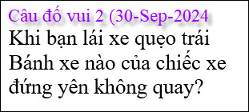 Câu đố vui 2 (30-Sep-2024
Khi bạn lái xe quẹo trái
Bánh xe nào của chiếc xe
đứng yên không quay?